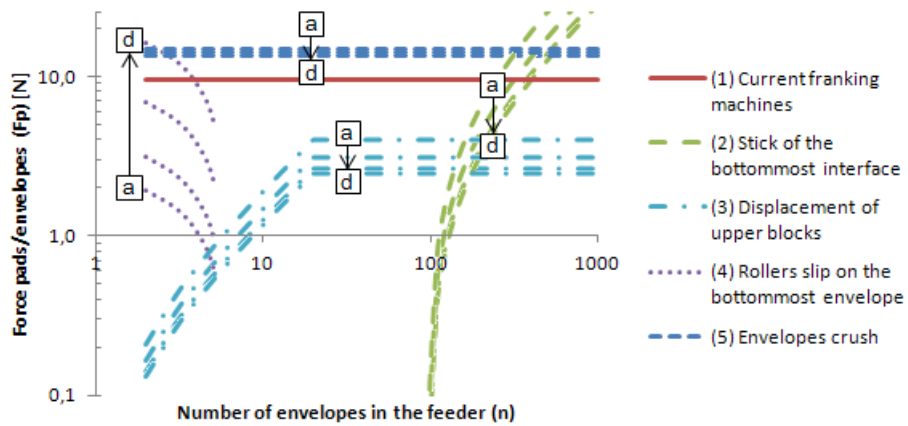 Force pads/envelopes (Fp) [N]
10,0
1,0
0,1
1
10
100
1000
Number of envelopes in the feeder (n)
d
a
a
d
a
d
a
d
(1) Current franking
machines
(2) Stick of the
bottommost interface
(3) Displacement of
upper blocks
(4) Rollers slip on the
bottommost envelope
(5) Envelopes crush